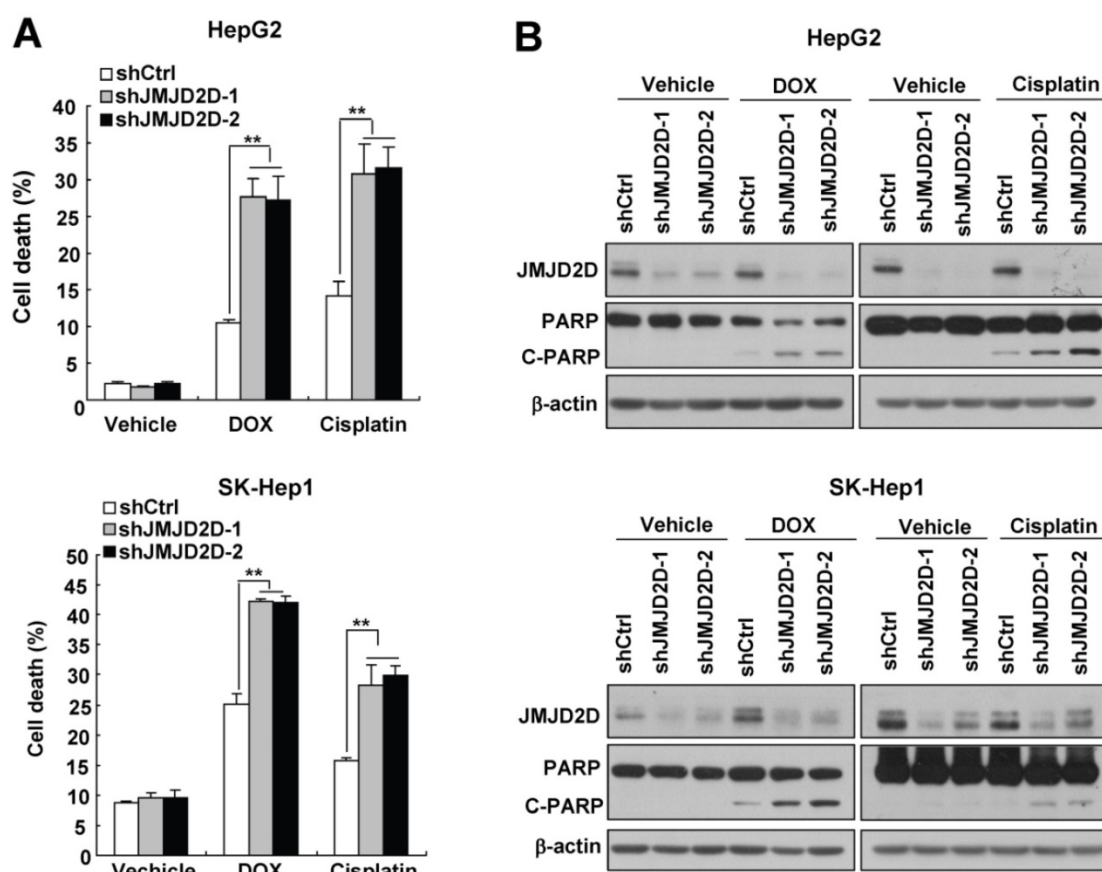 A
HepG2
shCtrl
shJMJD2D-1
shJMJD2D-2
Cell death (%)
40
35
30
25
20
15
10
5
0
**
**
Vehicle DOX Cisplatin
SK-Hep1
shCtrl
shJMJD2D-1
shJMJD2D-2
Cell death (%)
50
45
40
35
30
25
20
15
10
5
0
**
**
Vechicle DOX Cisplatin
B
HepG2
Vehicle DOX Vehicle Cisplatin
shCtrl shJMJD2D-1 shJMJD2D-2 shCtrl shJMJD2D-1 shJMJD2D-2 shCtrl shJMJD2D-1 shJMJD2D-2 shCtrl shJMJD2D-1 shJMJD2D-2
JMJD2D
PARP
C-PARP
β-actin
SK-Hep1
Vehicle DOX Vehicle Cisplatin
shCtrl shJMJD2D-1 shJMJD2D-2 shCtrl shJMJD2D-1 shJMJD2D-2 shCtrl shJMJD2D-1 shJMJD2D-2 shCtrl shJMJD2D-1 shJMJD2D-2
JMJD2D
PARP
C-PARP
β-actin